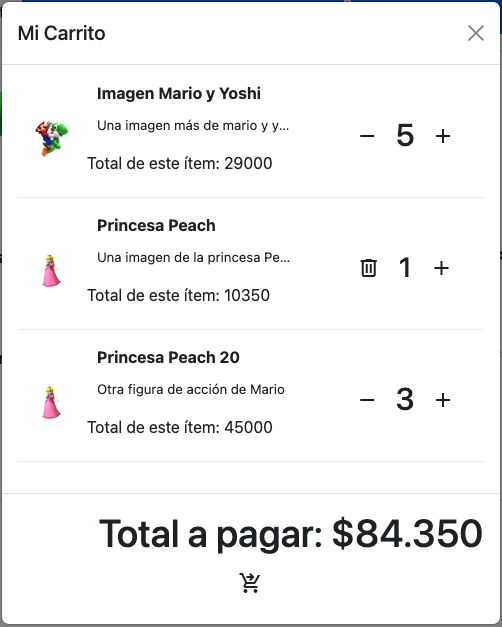 Mi Carrito
Imagen Mario y Yoshi
Una imagen más de mario y y...
Total de este ítem: 29000
5
Princesa Peach
Una imagen de la princesa Pe...
Total de este ítem: 10350
1
Princesa Peach 20
Otra figura de acción de Mario
Total de este ítem: 45000
3
Total a pagar: $84.350